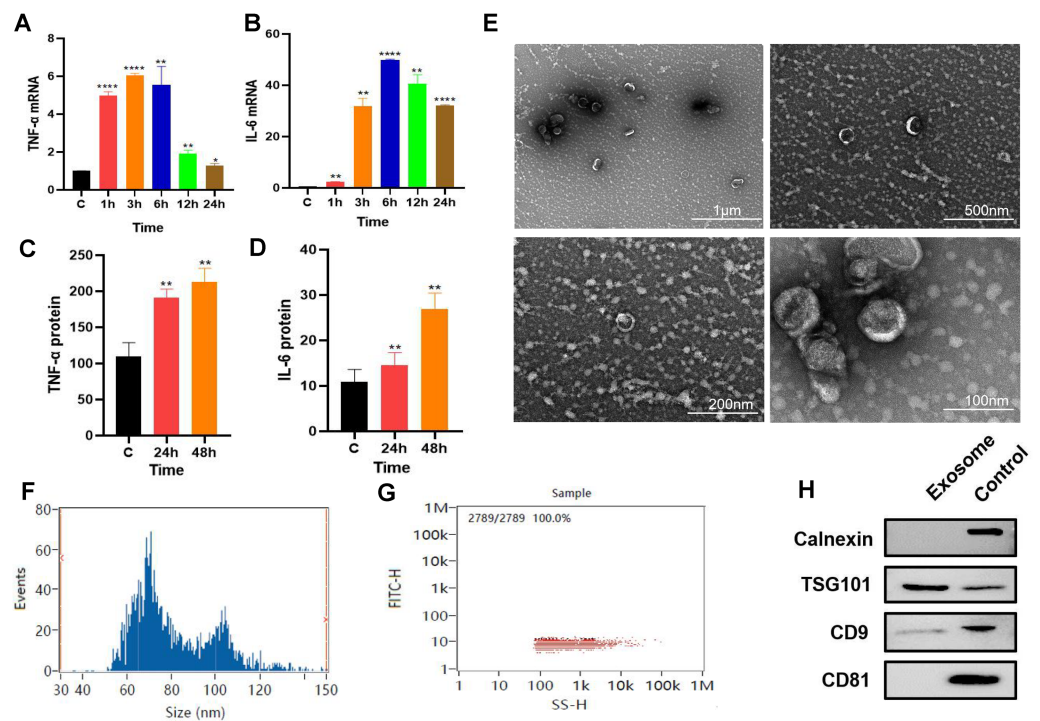 A
TNF-α mRNA
8
6
4
2
0
**** **** ** ** *
C 1h 3h 6h 12h 24h
Time
B
IL-6 mRNA
60
40
20
0
** ** **** ** ****
C 1h 3h 6h 12h 24h
Time
C
TNF-α protein
250
200
150
100
50
0
** **
C 24h 48h
Time
D
IL-6 protein
40
30
20
10
0
** **
C 24h 48h
Time
E
1μm
500nm
200nm
100nm
F
Events
80
60
40
20
0
30 40 60 80 100 120 150
Size (nm)
G
Sample
2789/2789 100.0%
FITC-H
1M
100k
10k
1k
100
10
1
1 10 100 1k 10k 100k 1M
SS-H
H
Exosome
Control
Calnexin
TSG101
CD9
CD81